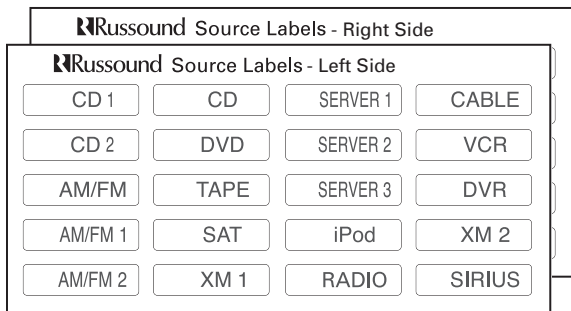 Russound Source Labels - Right Side
Russound Source Labels - Left Side
CD 1 CD SERVER 1 CABLE
CD 2 DVD SERVER 2 VCR
AM/FM TAPE SERVER 3 DVR
AM/FM 1 SAT iPod XM 2
AM/FM 2 XM 1 RADIO SIRIUS